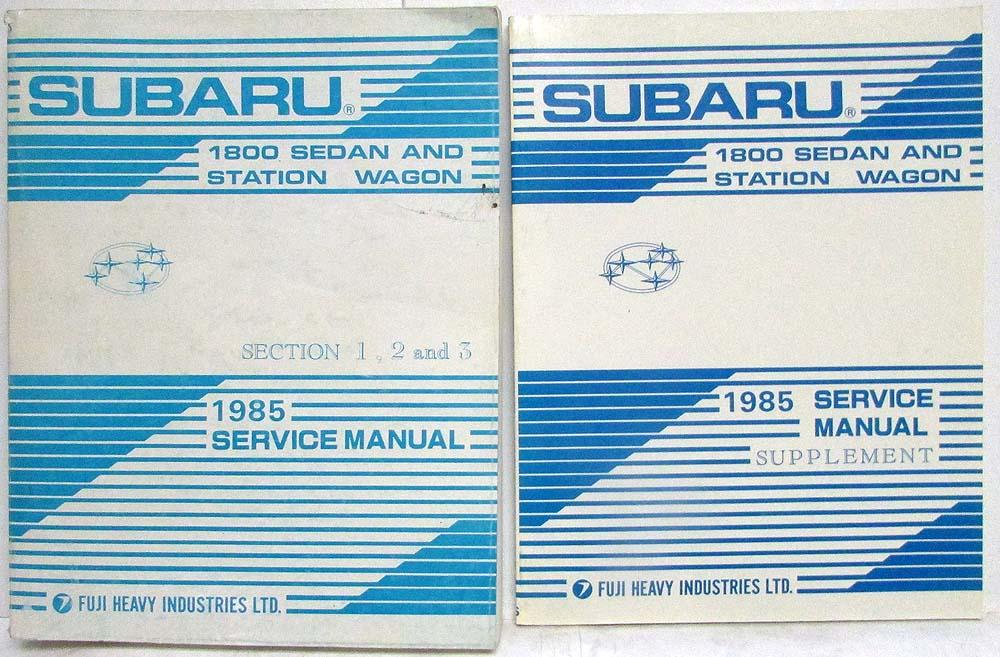 SUBARU®
1800 SEDAN AND
STATION WAGON
SECTION 1, 2 and 3
1985
SERVICE MANUAL
FUJI HEAVY INDUSTRIES LTD.
SUBARU®
1800 SEDAN AND
STATION WAGON
1985 SERVICE
MANUAL
SUPPLEMENT
FUJI HEAVY INDUSTRIES LTD.